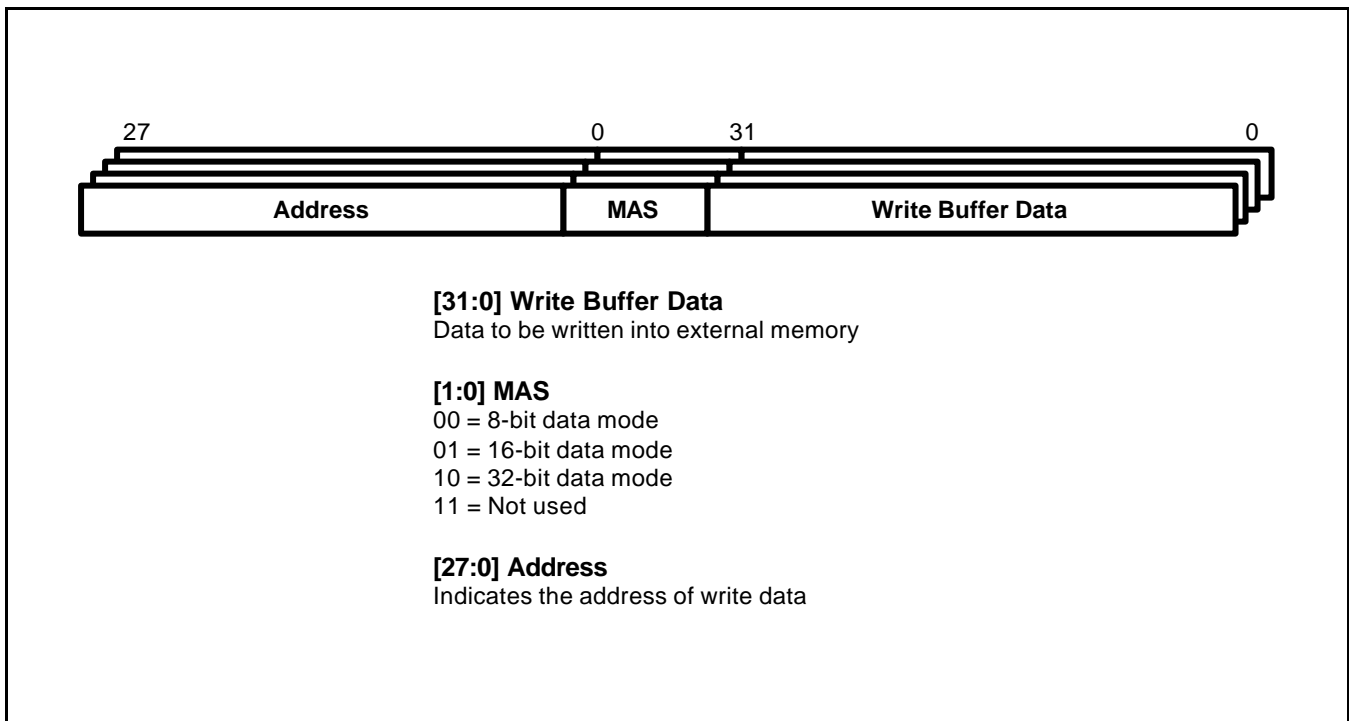 27 0 31 0
Address MAS Write Buffer Data
[31:0] Write Buffer Data
Data to be written into external memory
[1:0] MAS
00 = 8-bit data mode
01 = 16-bit data mode
10 = 32-bit data mode
11 = Not used
[27:0] Address
Indicates the address of write data